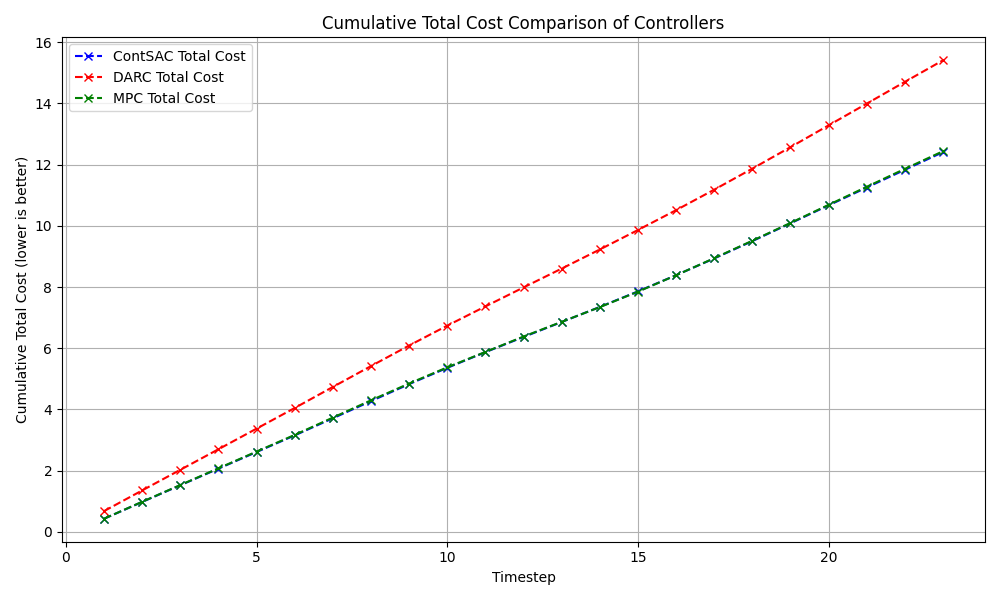 Cumulative Total Cost Comparison of Controllers
ContSAC Total Cost
DARC Total Cost
MPC Total Cost
Cumulative Total Cost (lower is better)
16
14
12
10
8
6
4
2
0
0 5 10 15 20
Timestep